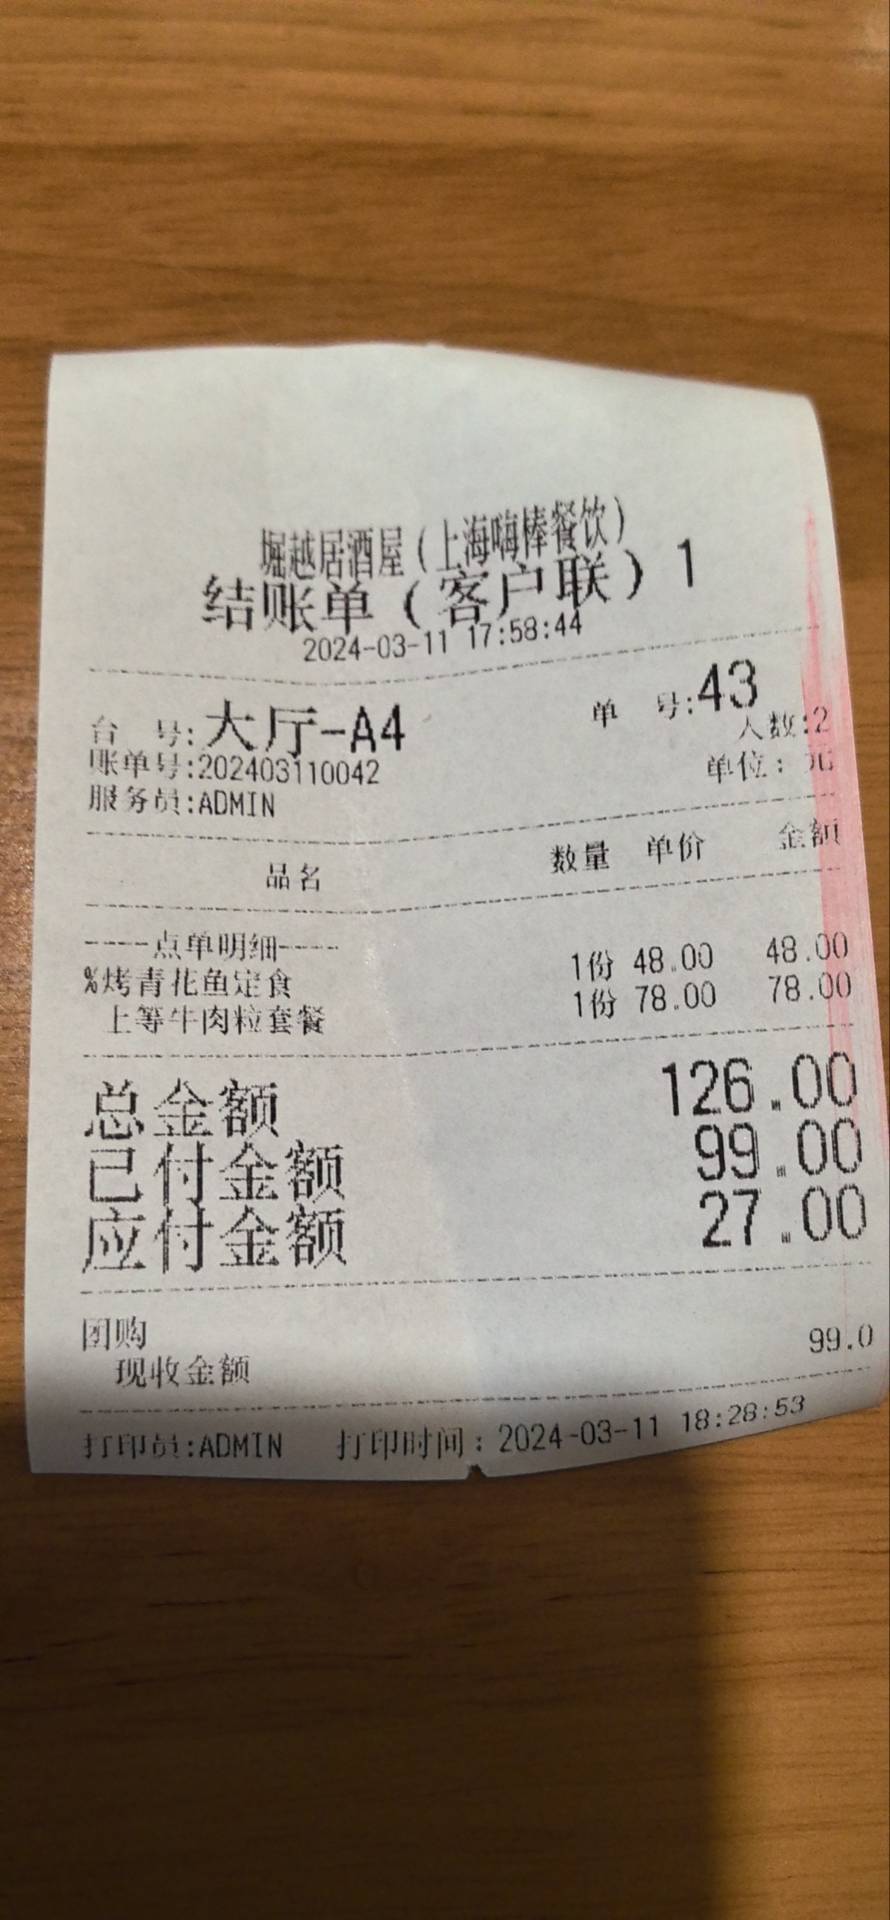 堀越居酒屋(上海嗨棒餐饮)
结账单(客户联)1
2024-03-11 17:58:44
台 号:大厅-A4 单 号:43
账单号:202403110042 人数:2
服务员:ADMIN 单位:元
品名 数量 单价 金额
----点单明细----
%烤青花鱼定食 1份 48.00 48.00
上等牛肉粒套餐 1份 78.00 78.00
总金额 126.00
已付金额 99.00
应付金额 27.00
团购 99.0
现收金额
打印员:ADMIN 打印时间:2024-03-11 18:28:53